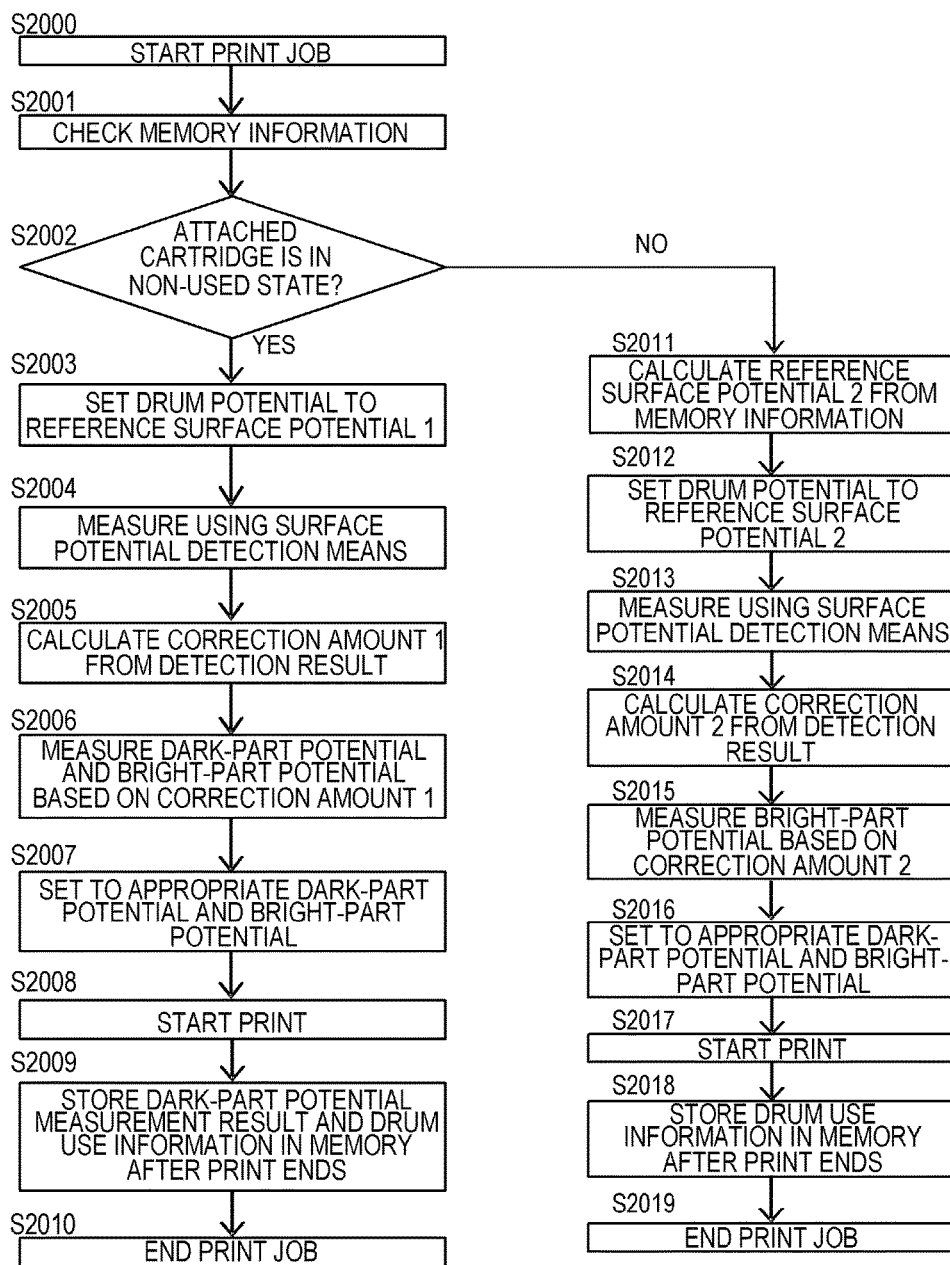 S2000
START PRINT JOB
S2001
CHECK MEMORY INFORMATION
S2002
ATTACHED
CARTRIDGE IS IN
NON-USED STATE?
NO
YES
S2003
SET DRUM POTENTIAL TO
REFERENCE SURFACE POTENTIAL 1
S2004
MEASURE USING SURFACE
POTENTIAL DETECTION MEANS
S2005
CALCULATE CORRECTION AMOUNT 1
FROM DETECTION RESULT
S2006
MEASURE DARK-PART POTENTIAL
AND BRIGHT-PART POTENTIAL
BASED ON CORRECTION AMOUNT 1
S2007
SET TO APPROPRIATE DARK-PART
POTENTIAL AND BRIGHT-PART
POTENTIAL
S2008
START PRINT
S2009
STORE DARK-PART POTENTIAL
MEASUREMENT RESULT AND DRUM
USE INFORMATION IN MEMORY
AFTER PRINT ENDS
S2010
END PRINT JOB
S2011
CALCULATE REFERENCE
SURFACE POTENTIAL 2 FROM
MEMORY INFORMATION
S2012
SET DRUM POTENTIAL TO
REFERENCE SURFACE
POTENTIAL 2
S2013
MEASURE USING SURFACE
POTENTIAL DETECTION MEANS
S2014
CALCULATE CORRECTION
AMOUNT 2 FROM DETECTION
RESULT
S2015
MEASURE BRIGHT-PART
POTENTIAL BASED ON
CORRECTION AMOUNT 2
S2016
SET TO APPROPRIATE DARK-
PART POTENTIAL AND BRIGHT-
PART POTENTIAL
S2017
START PRINT
S2018
STORE DRUM USE
INFORMATION IN MEMORY
AFTER PRINT ENDS
S2019
END PRINT JOB